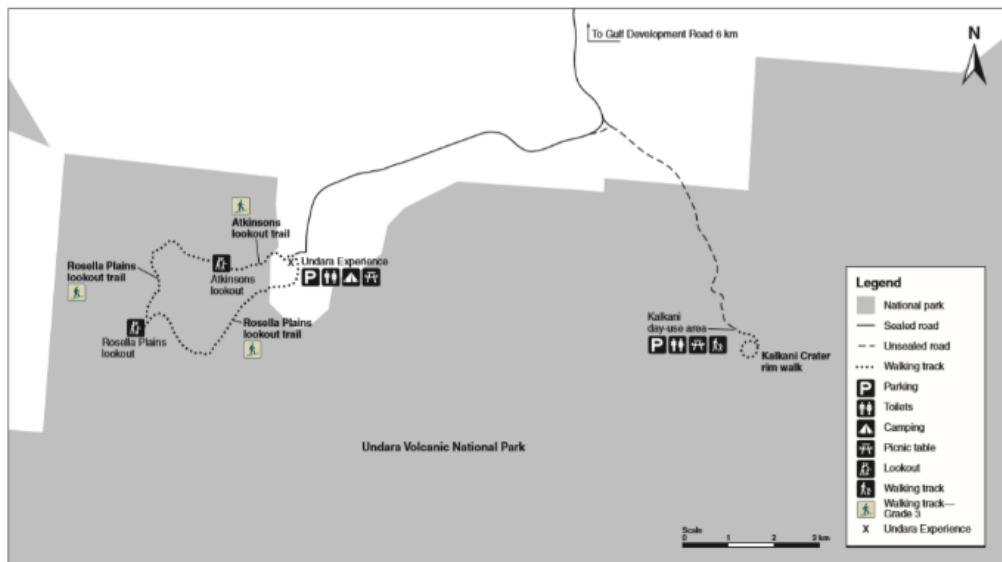 To Gulf Development Road 6 km
N
Atkinsons
lookout trail
Undara Experience
P
Atkinsons
lookout
Rosella Plains
lookout trail
Rosella Plains
lookout
Rosella Plains
lookout trail
Kalkani
day-use area
P
Kalkani Crater
rim walk
Undara Volcanic National Park
Legend
National park
Sealed road
Unsealed road
Walking track
P Parking
Toilets
Camping
Picnic table
Lookout
Walking track
Walking track—
Grade 3
X Undara Experience
Scale
0 1 2 3 km